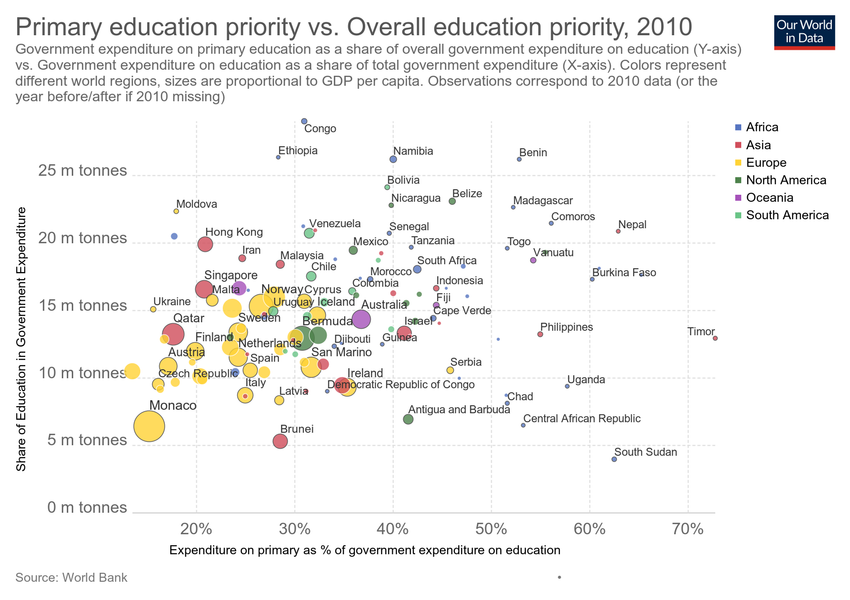 Primary education priority vs. Overall education priority, 2010
Our World
in Data
Government expenditure on primary education as a share of overall government expenditure on education (Y-axis)
vs. Government expenditure on education as a share of total government expenditure (X-axis). Colors represent
different world regions, sizes are proportional to GDP per capita. Observations correspond to 2010 data (or the
year before/after if 2010 missing)
Africa
Asia
Europe
North America
Oceania
South America
Share of Education in Government Expenditure
25 m tonnes
20 m tonnes
15 m tonnes
10 m tonnes
5 m tonnes
0 m tonnes
Congo
Ethiopia
Namibia
Benin
Bolivia
Nicaragua
Belize
Moldova
Madagascar
Comoros
Hong Kong
Venezuela
Senegal
Nepal
Iran
Malaysia
Mexico
Tanzania
Togo
Vanuatu
Singapore
Chile
Morocco
South Africa
Burkina Faso
Malta
Norway
Cyprus
Colombia
Indonesia
Ukraine
Uruguay
Iceland
Australia
Fiji
Qatar
Sweden
Bermuda
Israel
Cape Verde
Finland
Netherlands
Djibouti
Guinea
Philippines
Timor
Austria
Spain
San Marino
Serbia
Czech Republic
Italy
Latvia
Ireland
Democratic Republic of Congo
Uganda
Chad
Monaco
Antigua and Barbuda
Central African Republic
Brunei
South Sudan
20%
30%
40%
50%
60%
70%
Expenditure on primary as % of government expenditure on education
Source: World Bank